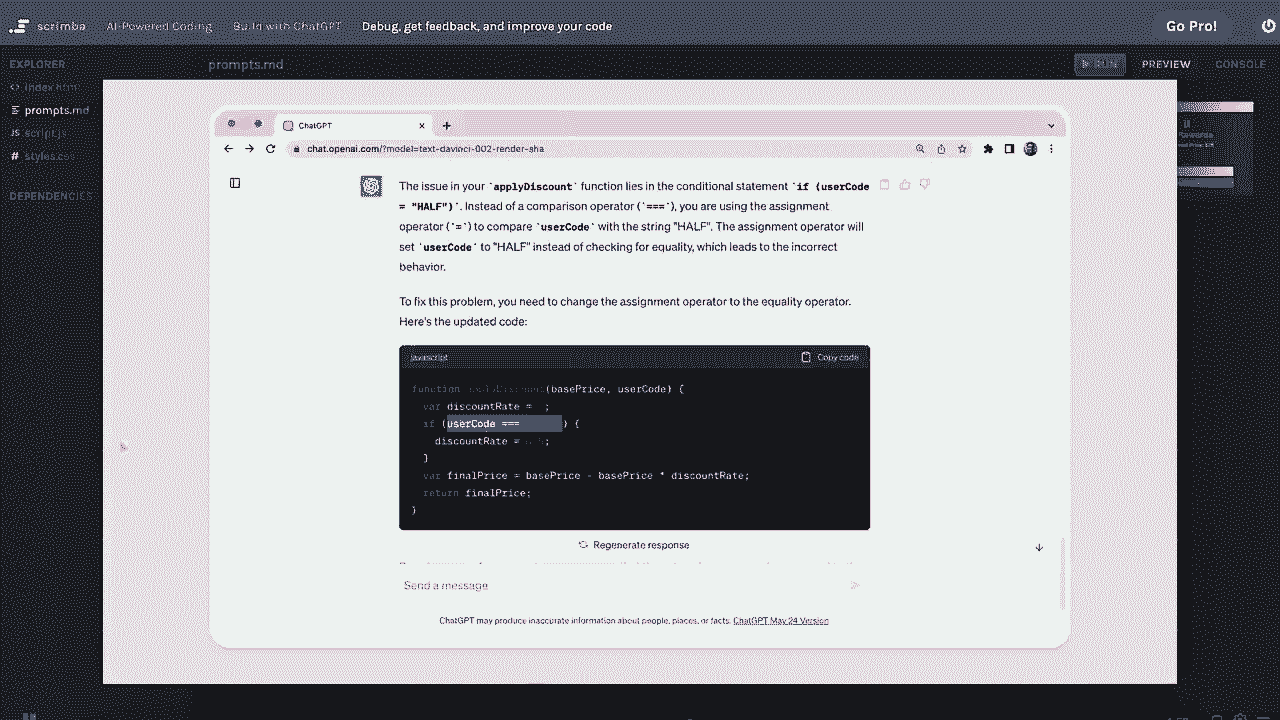 scrimba AI-Powered Coding Build with ChatGPT Debug, get feedback, and improve your code Go Pro!
EXPLORER prompts.md RUN PREVIEW CONSOLE
index.html
prompts.md
script.js
styles.css
DEPENDENCIES
ChatGPT
chat.openai.com/?model=text-davinci-002-render-sha
The issue in your `applyDiscount` function lies in the conditional statement `if (userCode
= "HALF")`. Instead of a comparison operator (`===`), you are using the assignment
operator (`=`) to compare `userCode` with the string "HALF". The assignment operator will
set `userCode` to "HALF" instead of checking for equality, which leads to the incorrect
behavior.
To fix this problem, you need to change the assignment operator to the equality operator.
Here's the updated code:
javascript Copy code
function (basePrice, userCode) {
var discountRate = ;
if (userCode === ) {
discountRate = ;
}
var finalPrice = basePrice - basePrice * discountRate;
return finalPrice;
}
Regenerate response
Send a message
ChatGPT may produce inaccurate information about people, places, or facts. ChatGPT May 24 Version